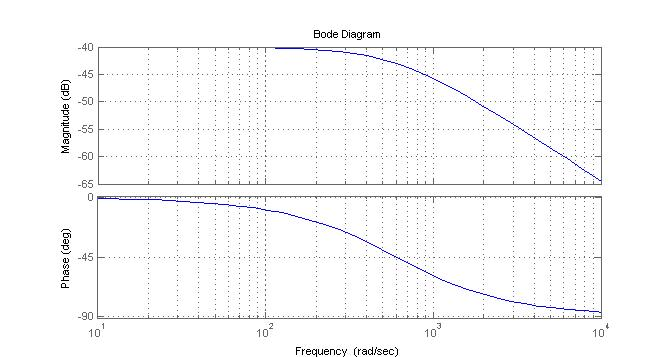 Bode Diagram
Magnitude (dB)
-40
-45
-50
-55
-60
-65
Phase (deg)
0
-45
-90
10^1 10^2 10^3 10^4
Frequency (rad/sec)